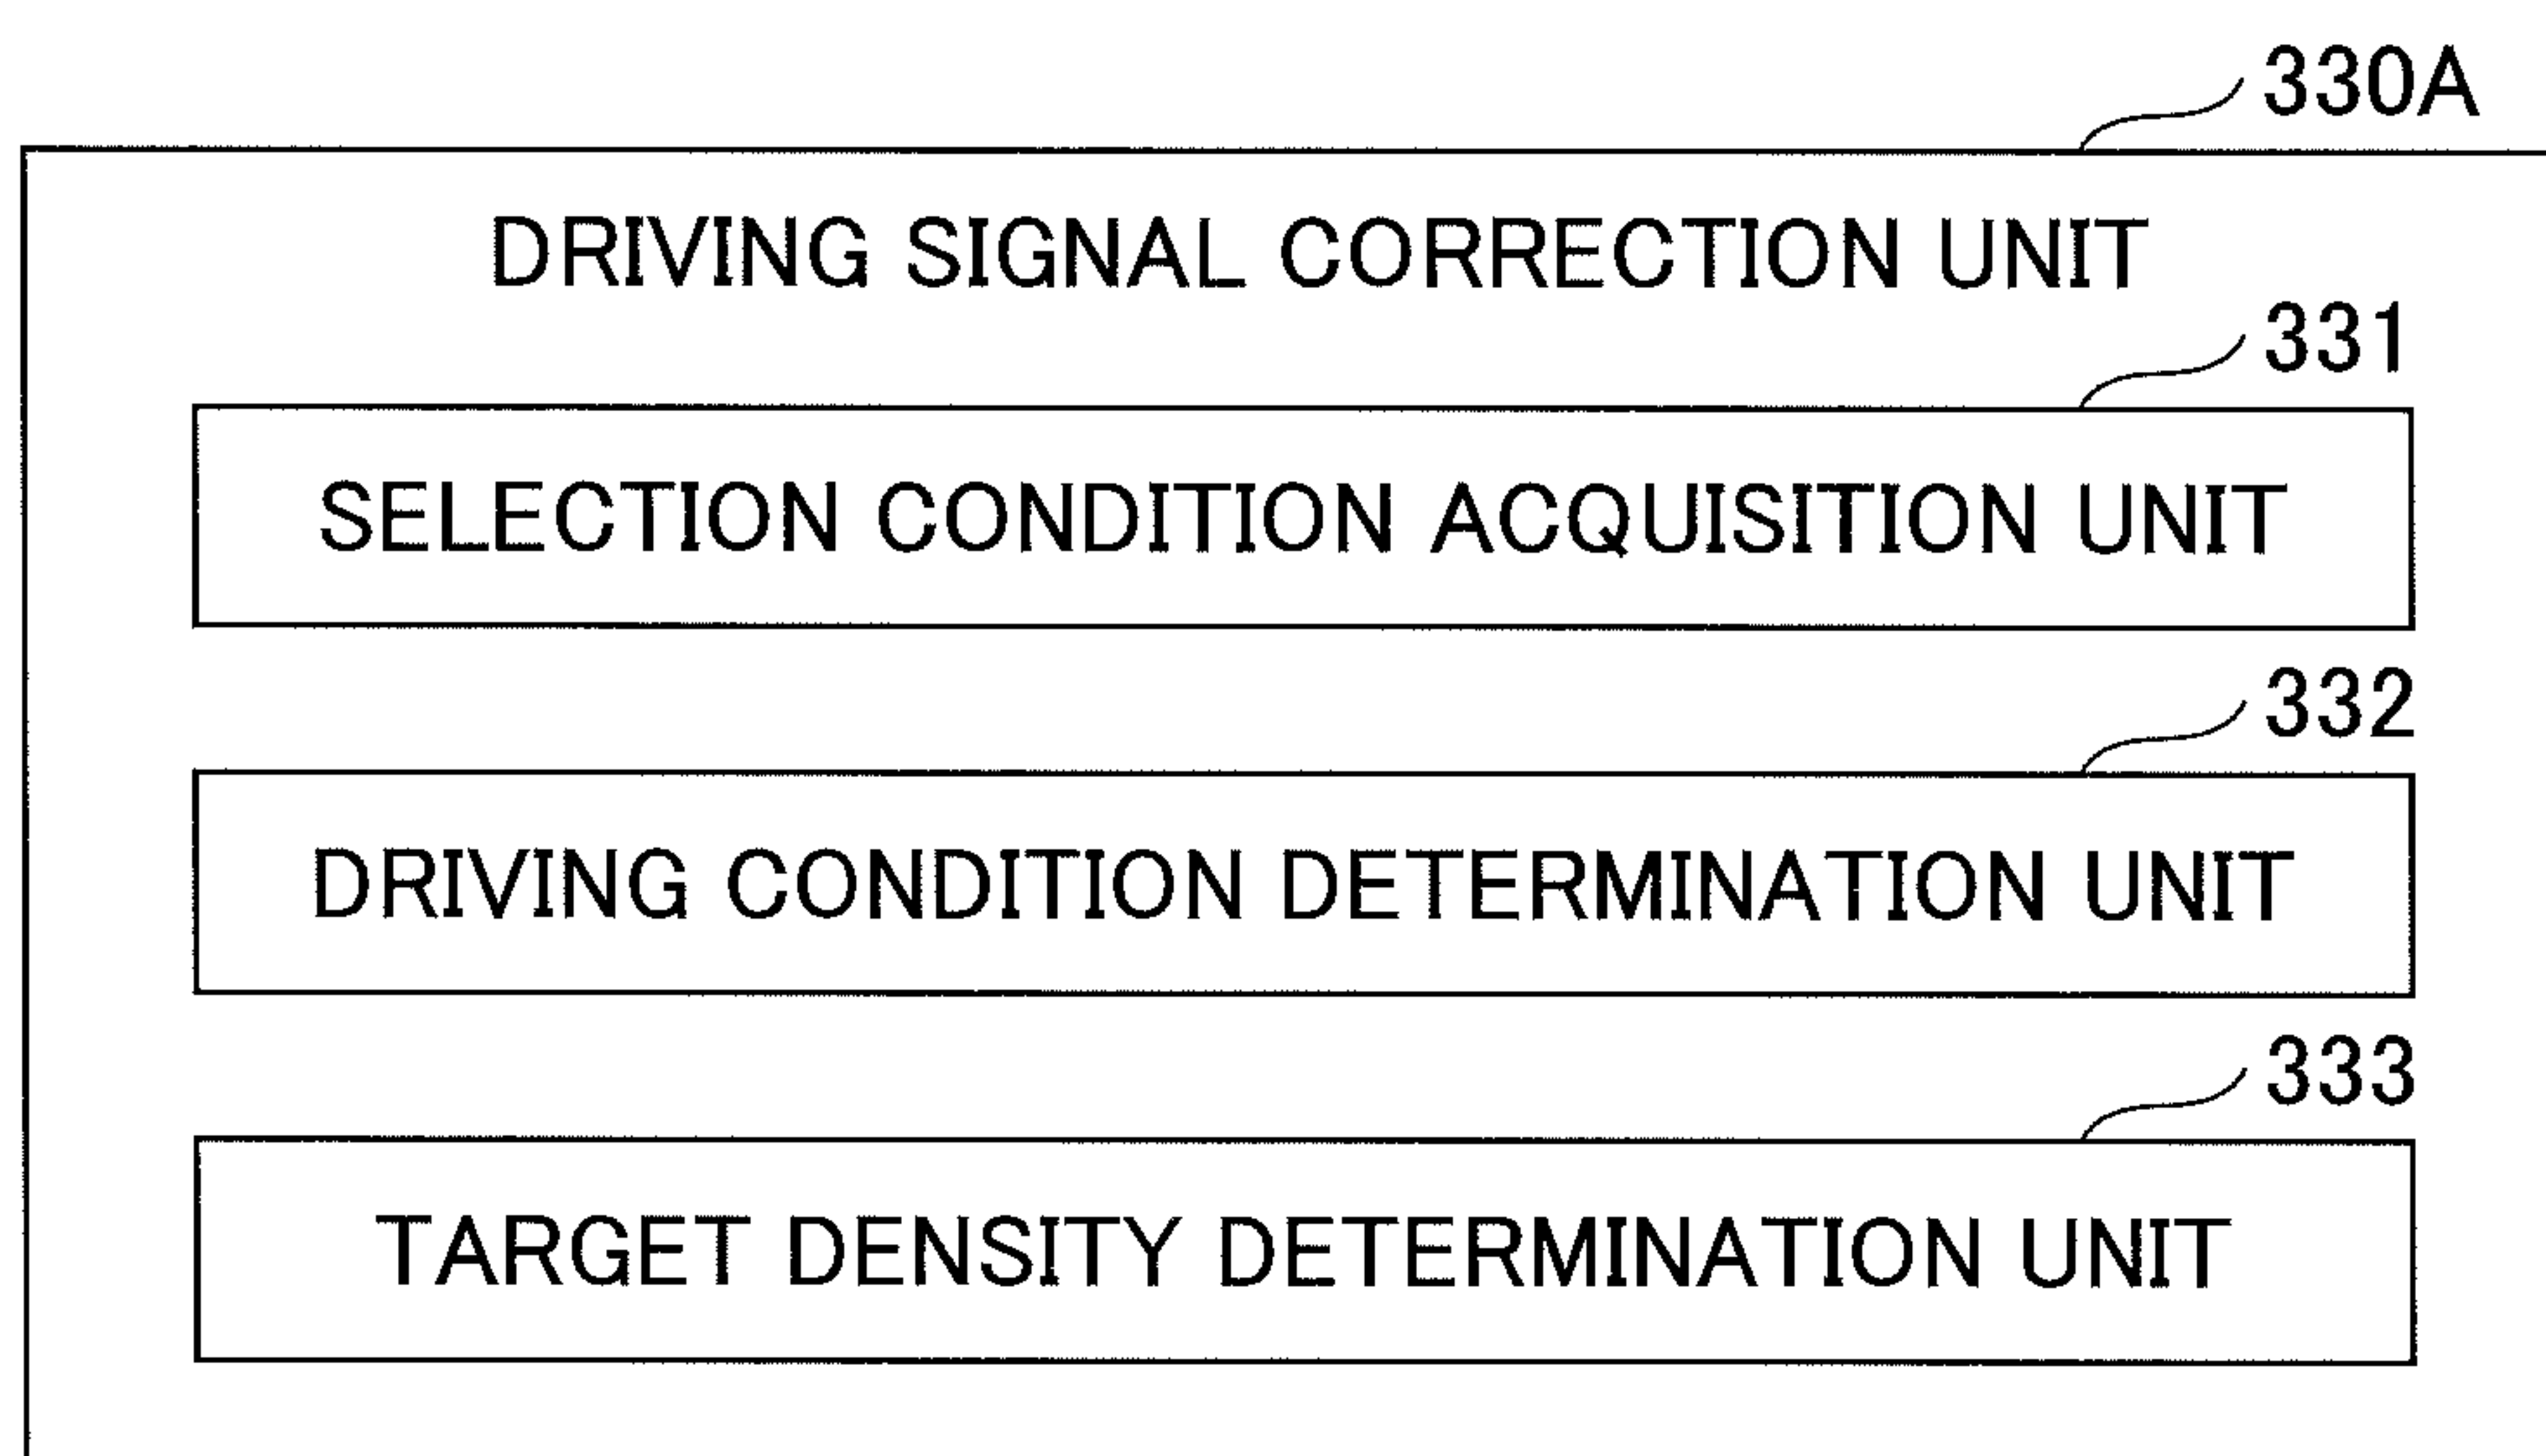 330A
DRIVING SIGNAL CORRECTION UNIT
331
SELECTION CONDITION ACQUISITION UNIT
332
DRIVING CONDITION DETERMINATION UNIT
333
TARGET DENSITY DETERMINATION UNIT